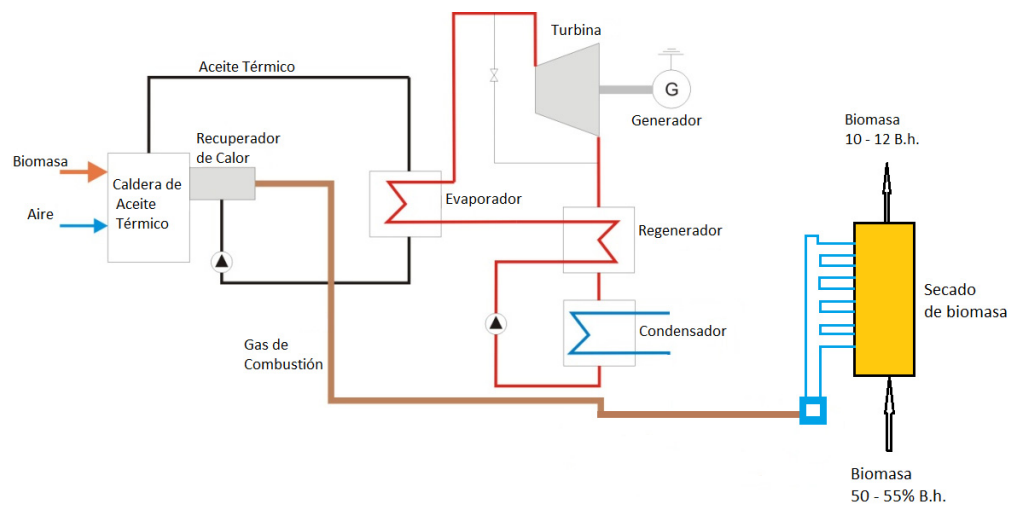 Turbina
Aceite Térmico
G
Generador
Biomasa
10 - 12 B.h.
Recuperador
de Calor
Biomasa
Caldera de
Aceite
Térmico
Aire
Evaporador
Regenerador
Secado
de biomasa
Condensador
Gas de
Combustión
Biomasa
50 - 55% B.h.